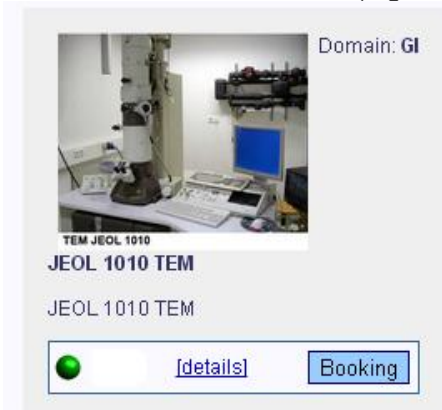 Domain: GI
TEM JEOL 1010
JEOL 1010 TEM
JEOL 1010 TEM
[details] Booking